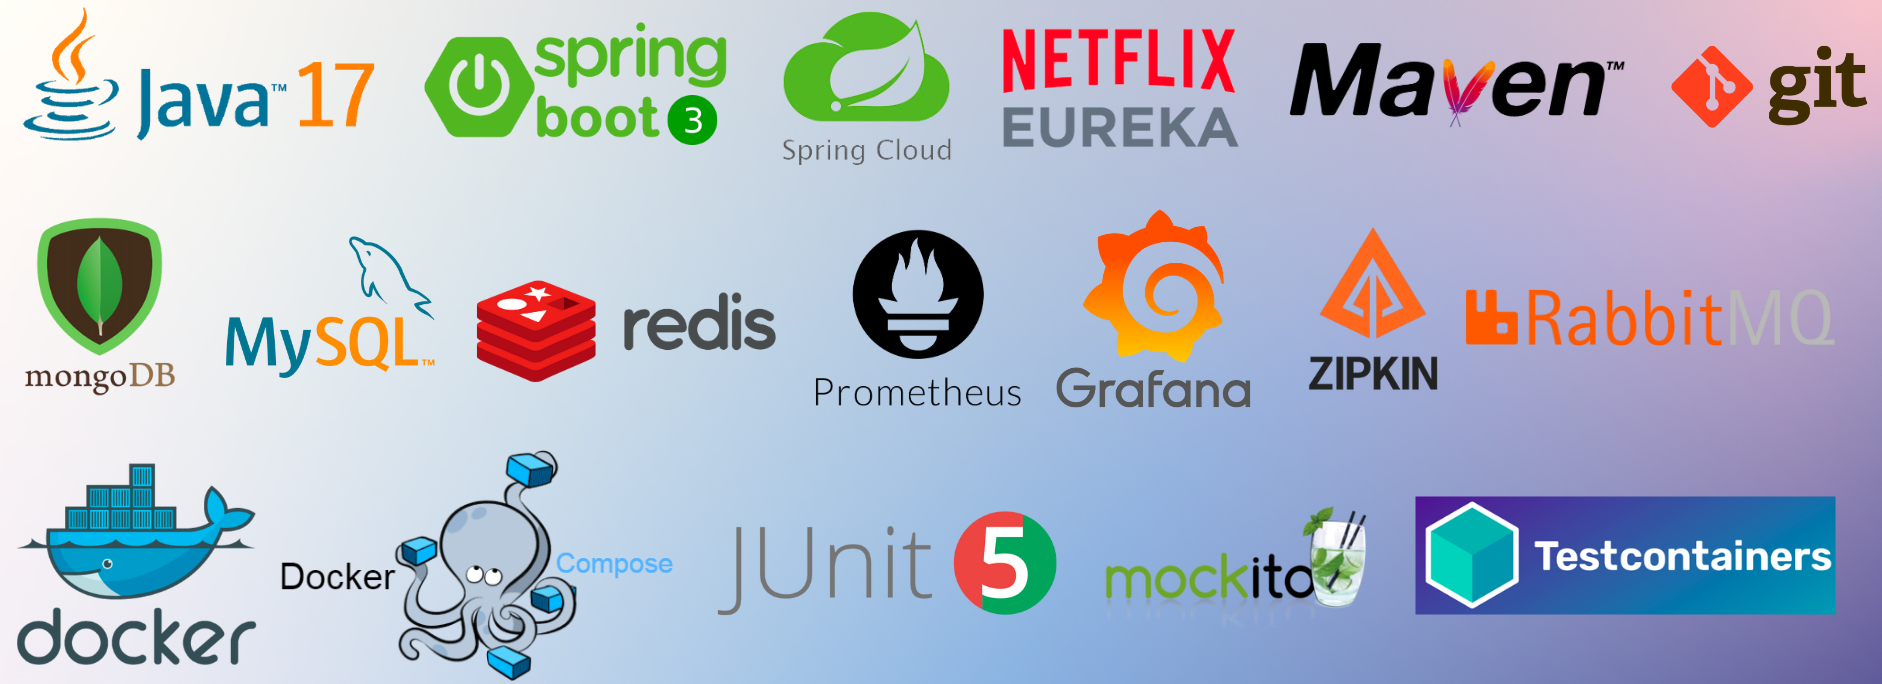 Java™ 17
spring
boot 3
Spring Cloud
NETFLIX
EUREKA
Maven™
git
mongoDB
MySQL™
redis
Prometheus
Grafana
ZIPKIN
RabbitMQ
docker
Docker Compose
JUnit 5
mockito
Testcontainers